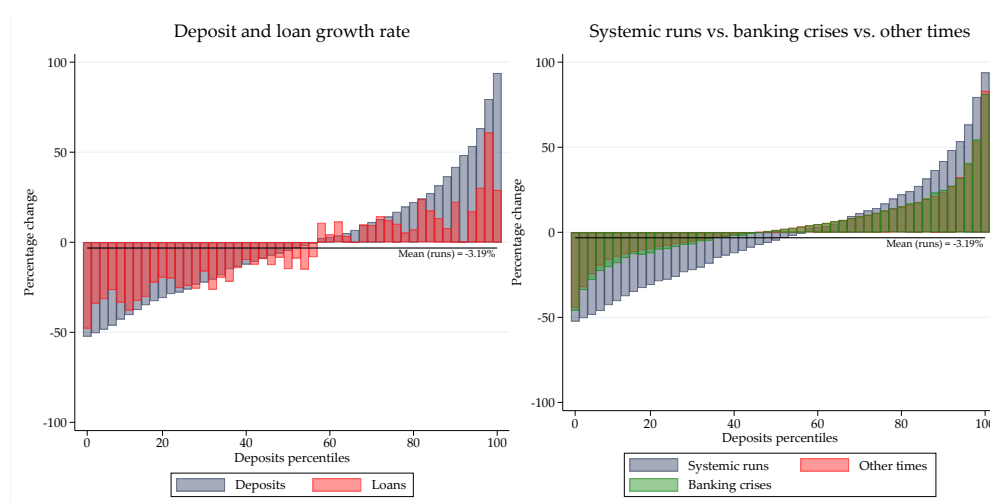 Deposit and loan growth rate
100
50
0
-50
-100
Percentage change
Mean (runs) = -3.19%
0
20
40
60
80
100
Deposits percentiles
Deposits
Loans
Systemic runs vs. banking crises vs. other times
100
50
0
-50
-100
Percentage change
Mean (runs) = -3.19%
0
20
40
60
80
100
Deposits percentiles
Systemic runs
Other times
Banking crises